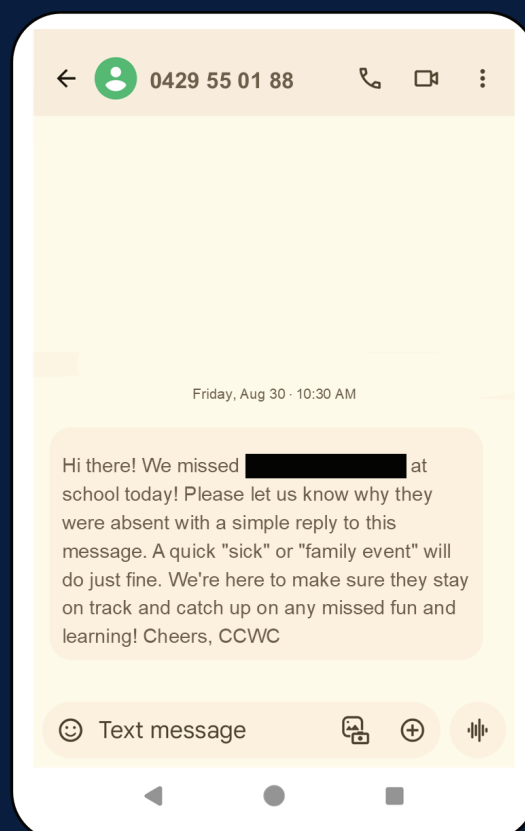 0429 55 01 88
Friday, Aug 30 · 10:30 AM
Hi there! We missed at
school today! Please let us know why they
were absent with a simple reply to this
message. A quick "sick" or "family event" will
do just fine. We're here to make sure they stay
on track and catch up on any missed fun and
learning! Cheers, CCWC
Text message